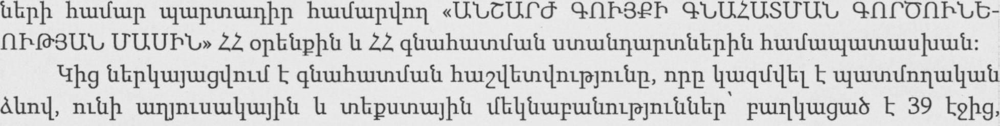 ների համար պարտադիր համարվող «ԱՆՇԱՐԺ ԳՈՒՅՔԻ ԳՆԱՀԱՏՄԱՆ ԳՈՐԾՈՒՆԵ-
ՈՒԹՅԱՆ ՄԱՍԻՆ» ՀՀ օրենքին և ՀՀ գնահատման ստանդարտներին համապատասխան:
Կից ներկայացվում է գնահատման հաշվետվությունը, որը կազմվել է պատմողական
ձևով, ունի աղյուսակային և տեքստային մեկնաբանություններ՝ բաղկացած է 39 էջից,